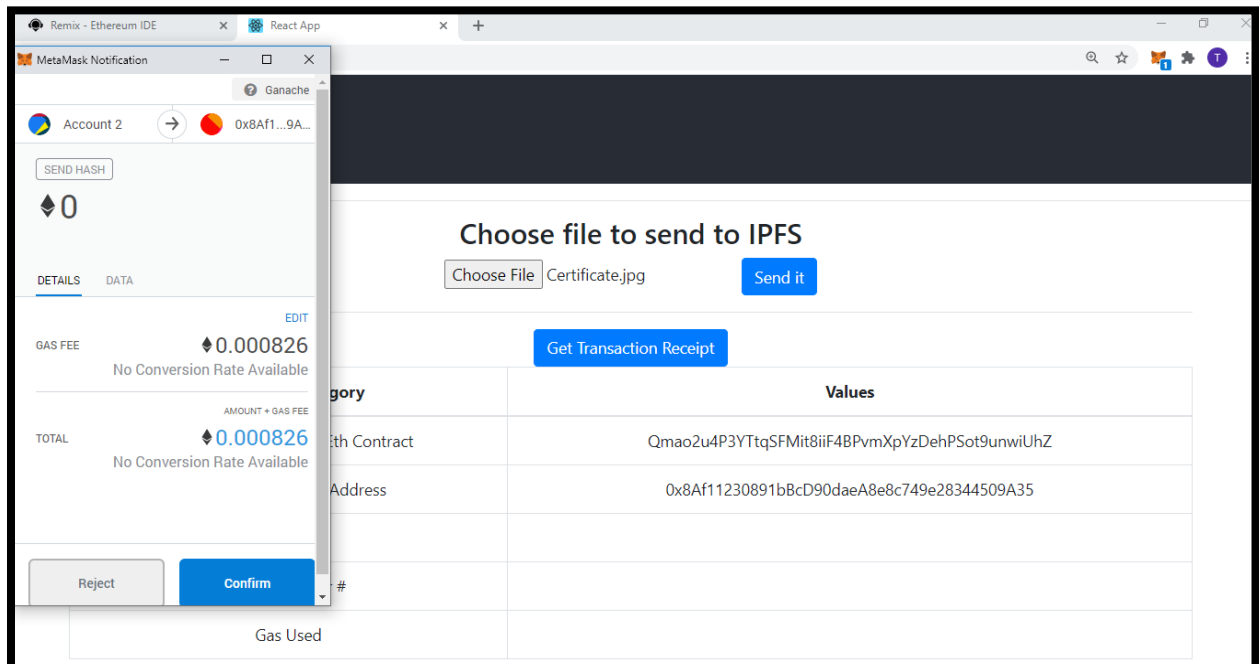 Remix - Ethereum IDE
React App
MetaMask Notification
1
T
Ganache
Account 2
0x8Af1...9A...
SEND HASH
0
DETAILS DATA
EDIT
GAS FEE 0.000826
No Conversion Rate Available
AMOUNT + GAS FEE
TOTAL 0.000826
No Conversion Rate Available
Reject Confirm
Choose file to send to IPFS
Choose File Certificate.jpg Send it
Get Transaction Receipt
gory Values
Eth Contract Qmao2u4P3YTtqSFMit8iiF4BPvmXpYzDehPSot9unwiUhZ
Address 0x8Af11230891bBcD90daeA8e8c749e28344509A35
#
Gas Used